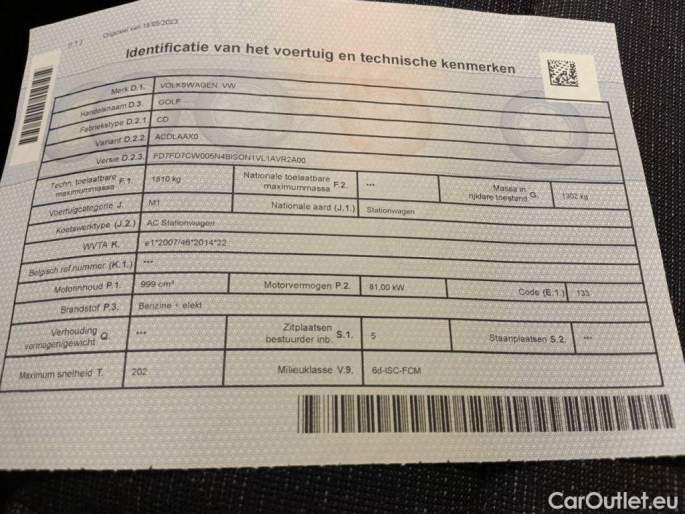 Origineel van 19/05/2023
Identificatie van het voertuig en technische kenmerken
Merk D.1. VOLKSWAGEN, VW
Handelsnaam D.3. GOLF
Fabriekstype D.2.1 CD
Variant D.2.2 ACDLAAX0
Versie D.2.3. FD7FD7CW005N4BISON1VL1AVR2A00
Techn. toelaatbare maximummassa F.1. 1810 kg Nationale toelaatbare maximummassa F.2. *** Massa in rijklare toestand G. 1302 kg
Voertuigcategorie J. M1 Nationale aard (J.1.) Stationwagen
Koetswerktype (J.2.) AC Stationwagen
WVTA K. e1*2007/46*2014*22
Belgisch ref.nummer (K.1.) ***
Motorinhoud P.1. 999 cm³ Motorvermogen P.2. 81,00 kW Code (E.1.) 133
Brandstof P.3. Benzine + elekt
Verhouding vermogen/gewicht Q. *** Zitplaatsen bestuurder inb. S.1. 5 Staanplaatsen S.2. ***
Maximum snelheid T. 202 Milieuklasse V.9. 6d-ISC-FCM
CarOutlet.eu